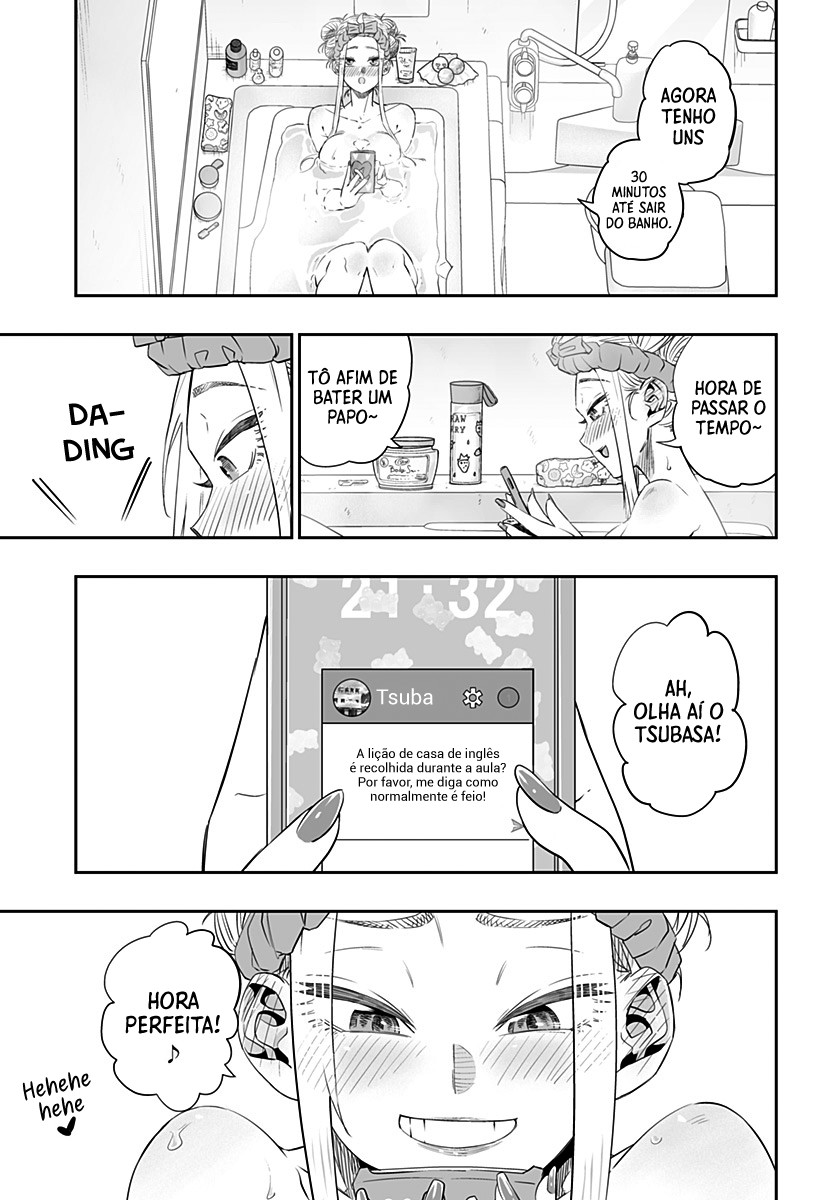 AGORA
TENHO
UNS
30
MINUTOS
ATÉ SAIR
DO BANHO.
HORA DE
PASSAR O
TEMPO~
TÔ AFIM DE
BATER UM
PAPO~
DA-
DING
21:32
Tsuba
A lição de casa de inglês
é recolhida durante a aula?
Por favor, me diga como
normalmente é feio!
AH,
OLHA AÍ O
TSUBASA!
HORA
PERFEITA!
♪
Hehehe
hehe